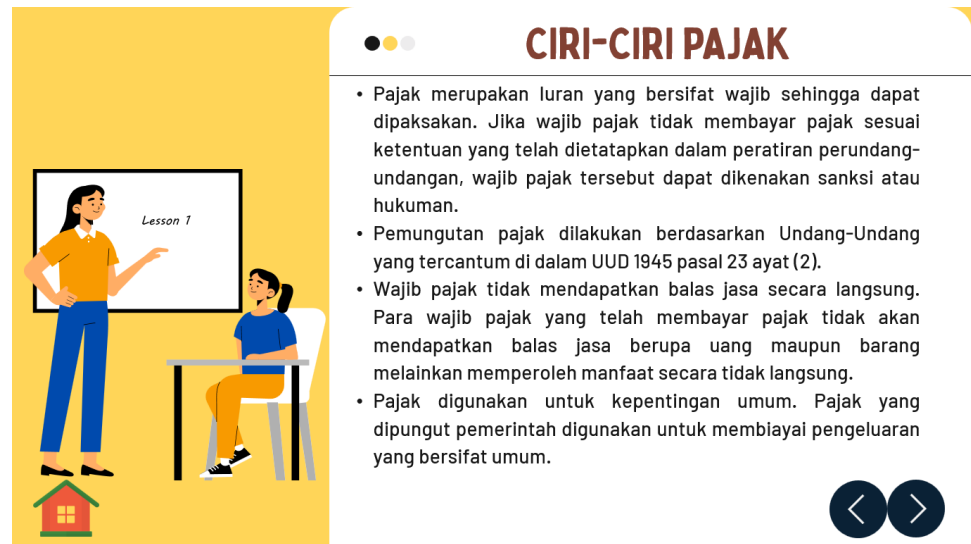 CIRI-CIRI PAJAK
• Pajak merupakan Iuran yang bersifat wajib sehingga dapat
dipaksakan. Jika wajib pajak tidak membayar pajak sesuai
ketentuan yang telah dietatapkan dalam peratiran perundang-
undangan, wajib pajak tersebut dapat dikenakan sanksi atau
hukuman.
• Pemungutan pajak dilakukan berdasarkan Undang-Undang
yang tercantum di dalam UUD 1945 pasal 23 ayat (2).
• Wajib pajak tidak mendapatkan balas jasa secara langsung.
Para wajib pajak yang telah membayar pajak tidak akan
mendapatkan balas jasa berupa uang maupun barang
melainkan memperoleh manfaat secara tidak langsung.
• Pajak digunakan untuk kepentingan umum. Pajak yang
dipungut pemerintah digunakan untuk membiayai pengeluaran
yang bersifat umum.
Lesson 1